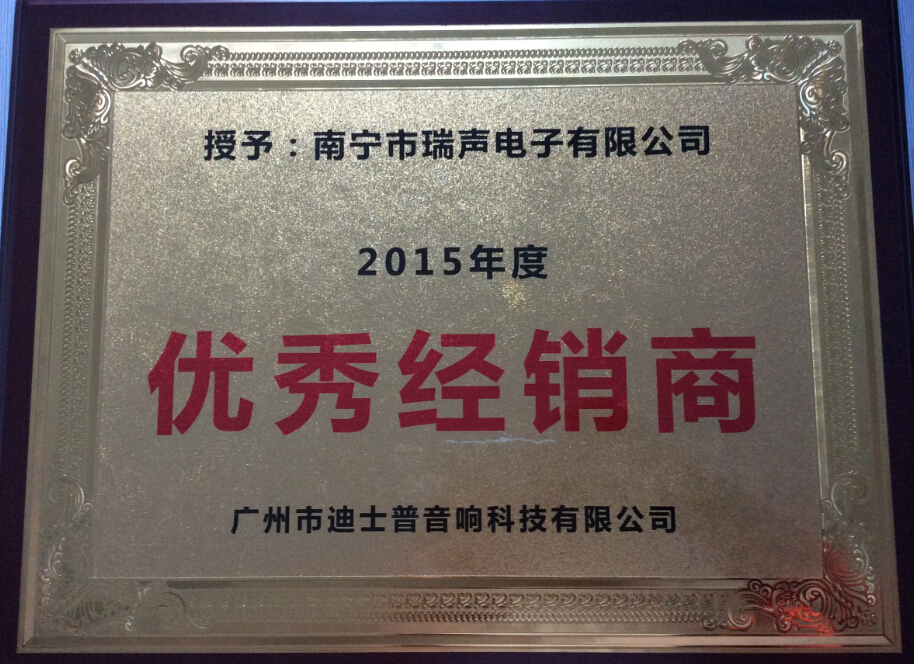 授予：南宁市瑞声电子有限公司
2015年度
优秀经销商
广州市迪士普音响科技有限公司